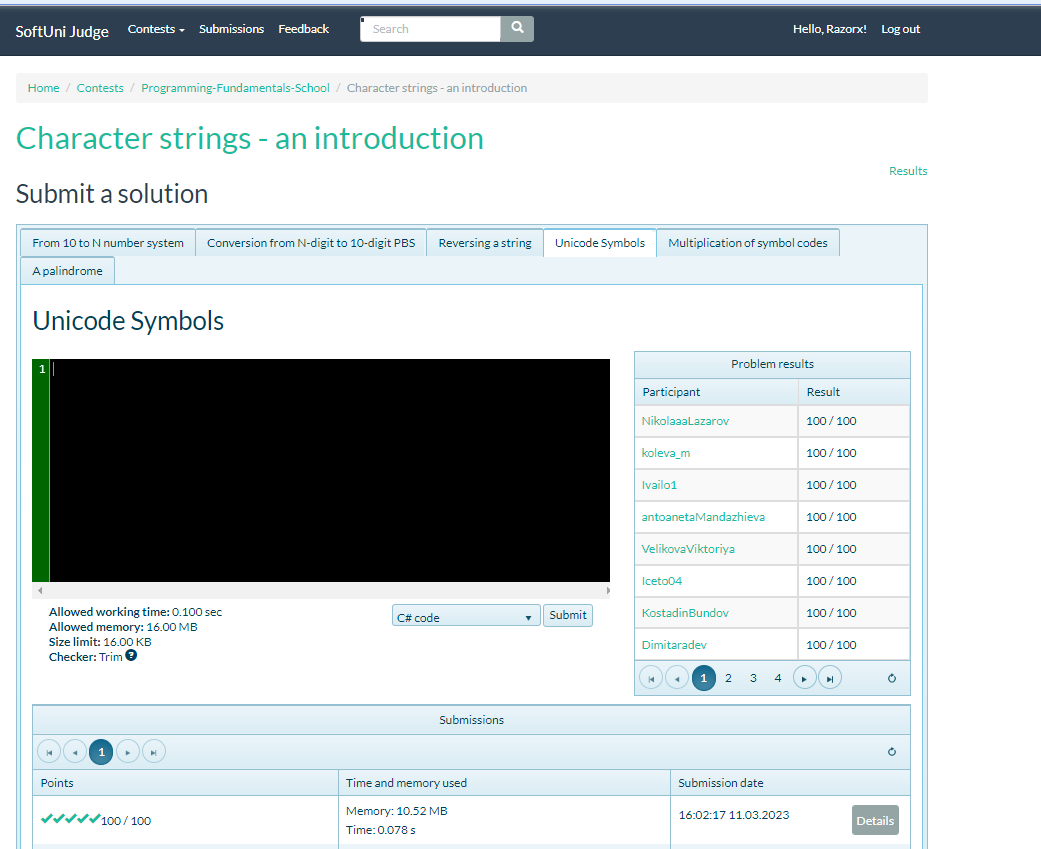 SoftUni Judge Contests Submissions Feedback Search Hello, Razorx! Log out
Home / Contests / Programming-Fundamentals-School / Character strings - an introduction
Character strings - an introduction
Results
Submit a solution
From 10 to N number system Conversion from N-digit to 10-digit PBS Reversing a string Unicode Symbols Multiplication of symbol codes
A palindrome
Unicode Symbols
1
Allowed working time: 0.100 sec
Allowed memory: 16.00 MB
Size limit: 16.00 KB
Checker: Trim ?
C# code Submit
Problem results
Participant Result
NikolaaaLazarov 100 / 100
koleva_m 100 / 100
Ivailo1 100 / 100
antoanetaMandazhieva 100 / 100
VelikovaViktoriya 100 / 100
Iceto04 100 / 100
KostadinBundov 100 / 100
Dimitaradev 100 / 100
1 2 3 4
Submissions
1
Points Time and memory used Submission date
100 / 100
Memory: 10.52 MB
Time: 0.078 s
16:02:17 11.03.2023
Details